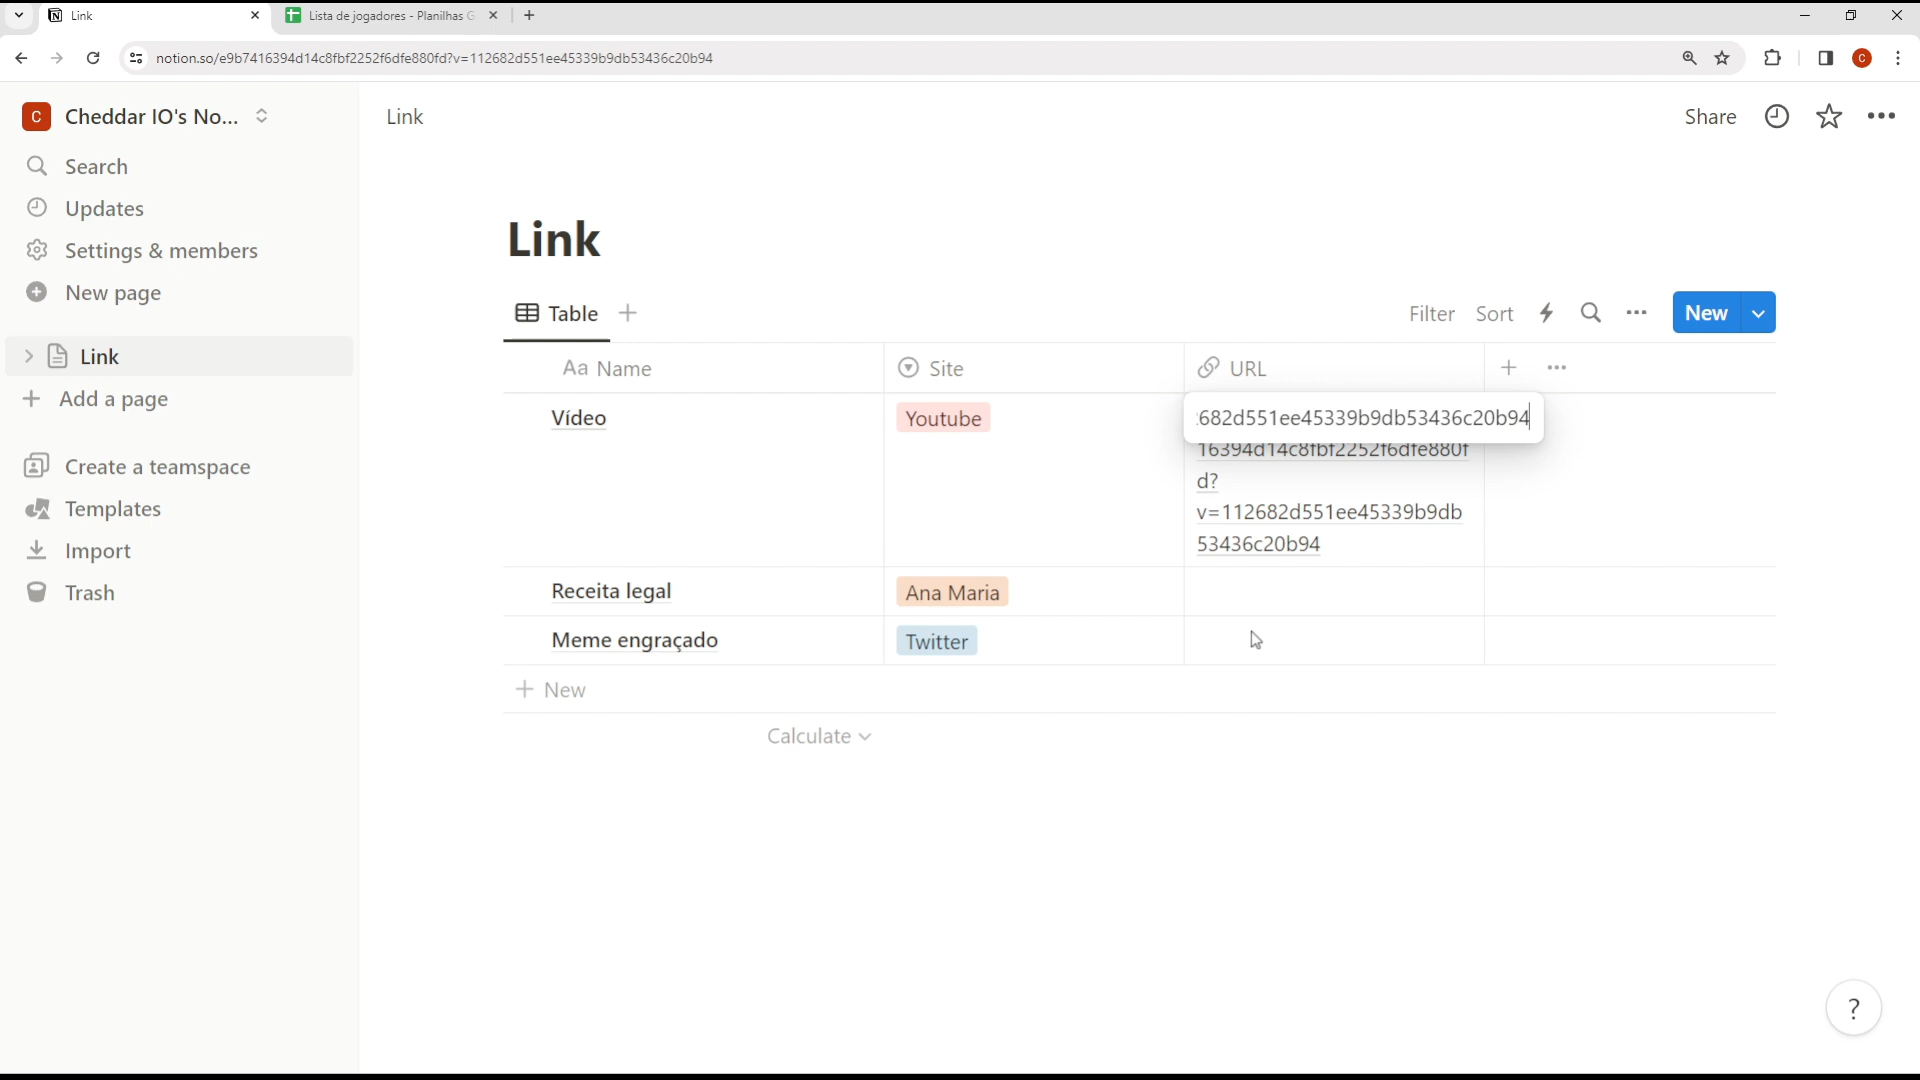 Link
Lista de jogadores - Planilhas G
notion.so/e9b7416394d14c8fbf2252f6dfe880fd?v=112682d551ee45339b9db53436c20b94
C
C Cheddar IO's No...
Link
Share
Search
Updates
Settings & members
New page
Link
Add a page
Create a teamspace
Templates
Import
Trash
Link
Table
Filter Sort New
Aa Name Site URL
Vídeo Youtube 682d551ee45339b9db53436c20b94
16394d14c8fbf2252f6dfe880f
d?
v=112682d551ee45339b9db
53436c20b94
Receita legal Ana Maria
Meme engraçado Twitter
New
Calculate
?